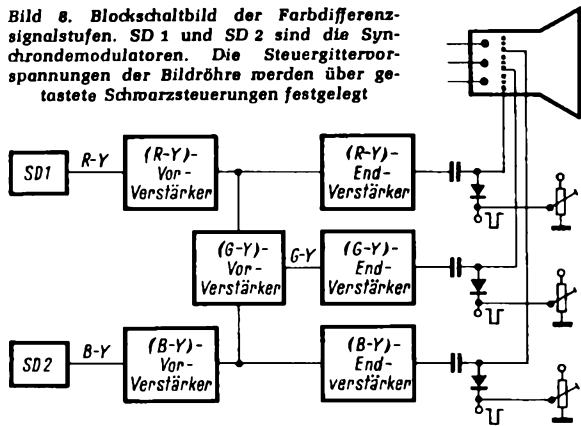 Bild 8. Blockschaltbild der Farbdifferenz-
signalstufen. SD 1 und SD 2 sind die Syn-
chrondemodulatoren. Die Steuergittervor-
spannungen der Bildröhre werden über ge-
tastete Schwarzsteuerungen festgelegt
SD1
R-Y
(R-Y)-
Vor-
Verstärker
(R-Y)-
End-
Verstärker
(G-Y)-
Vor-
Verstärker
G-Y
(G-Y)-
End-
Verstärker
SD2
B-Y
(B-Y)-
Vor-
Verstärker
(B-Y)-
End-
verstärker